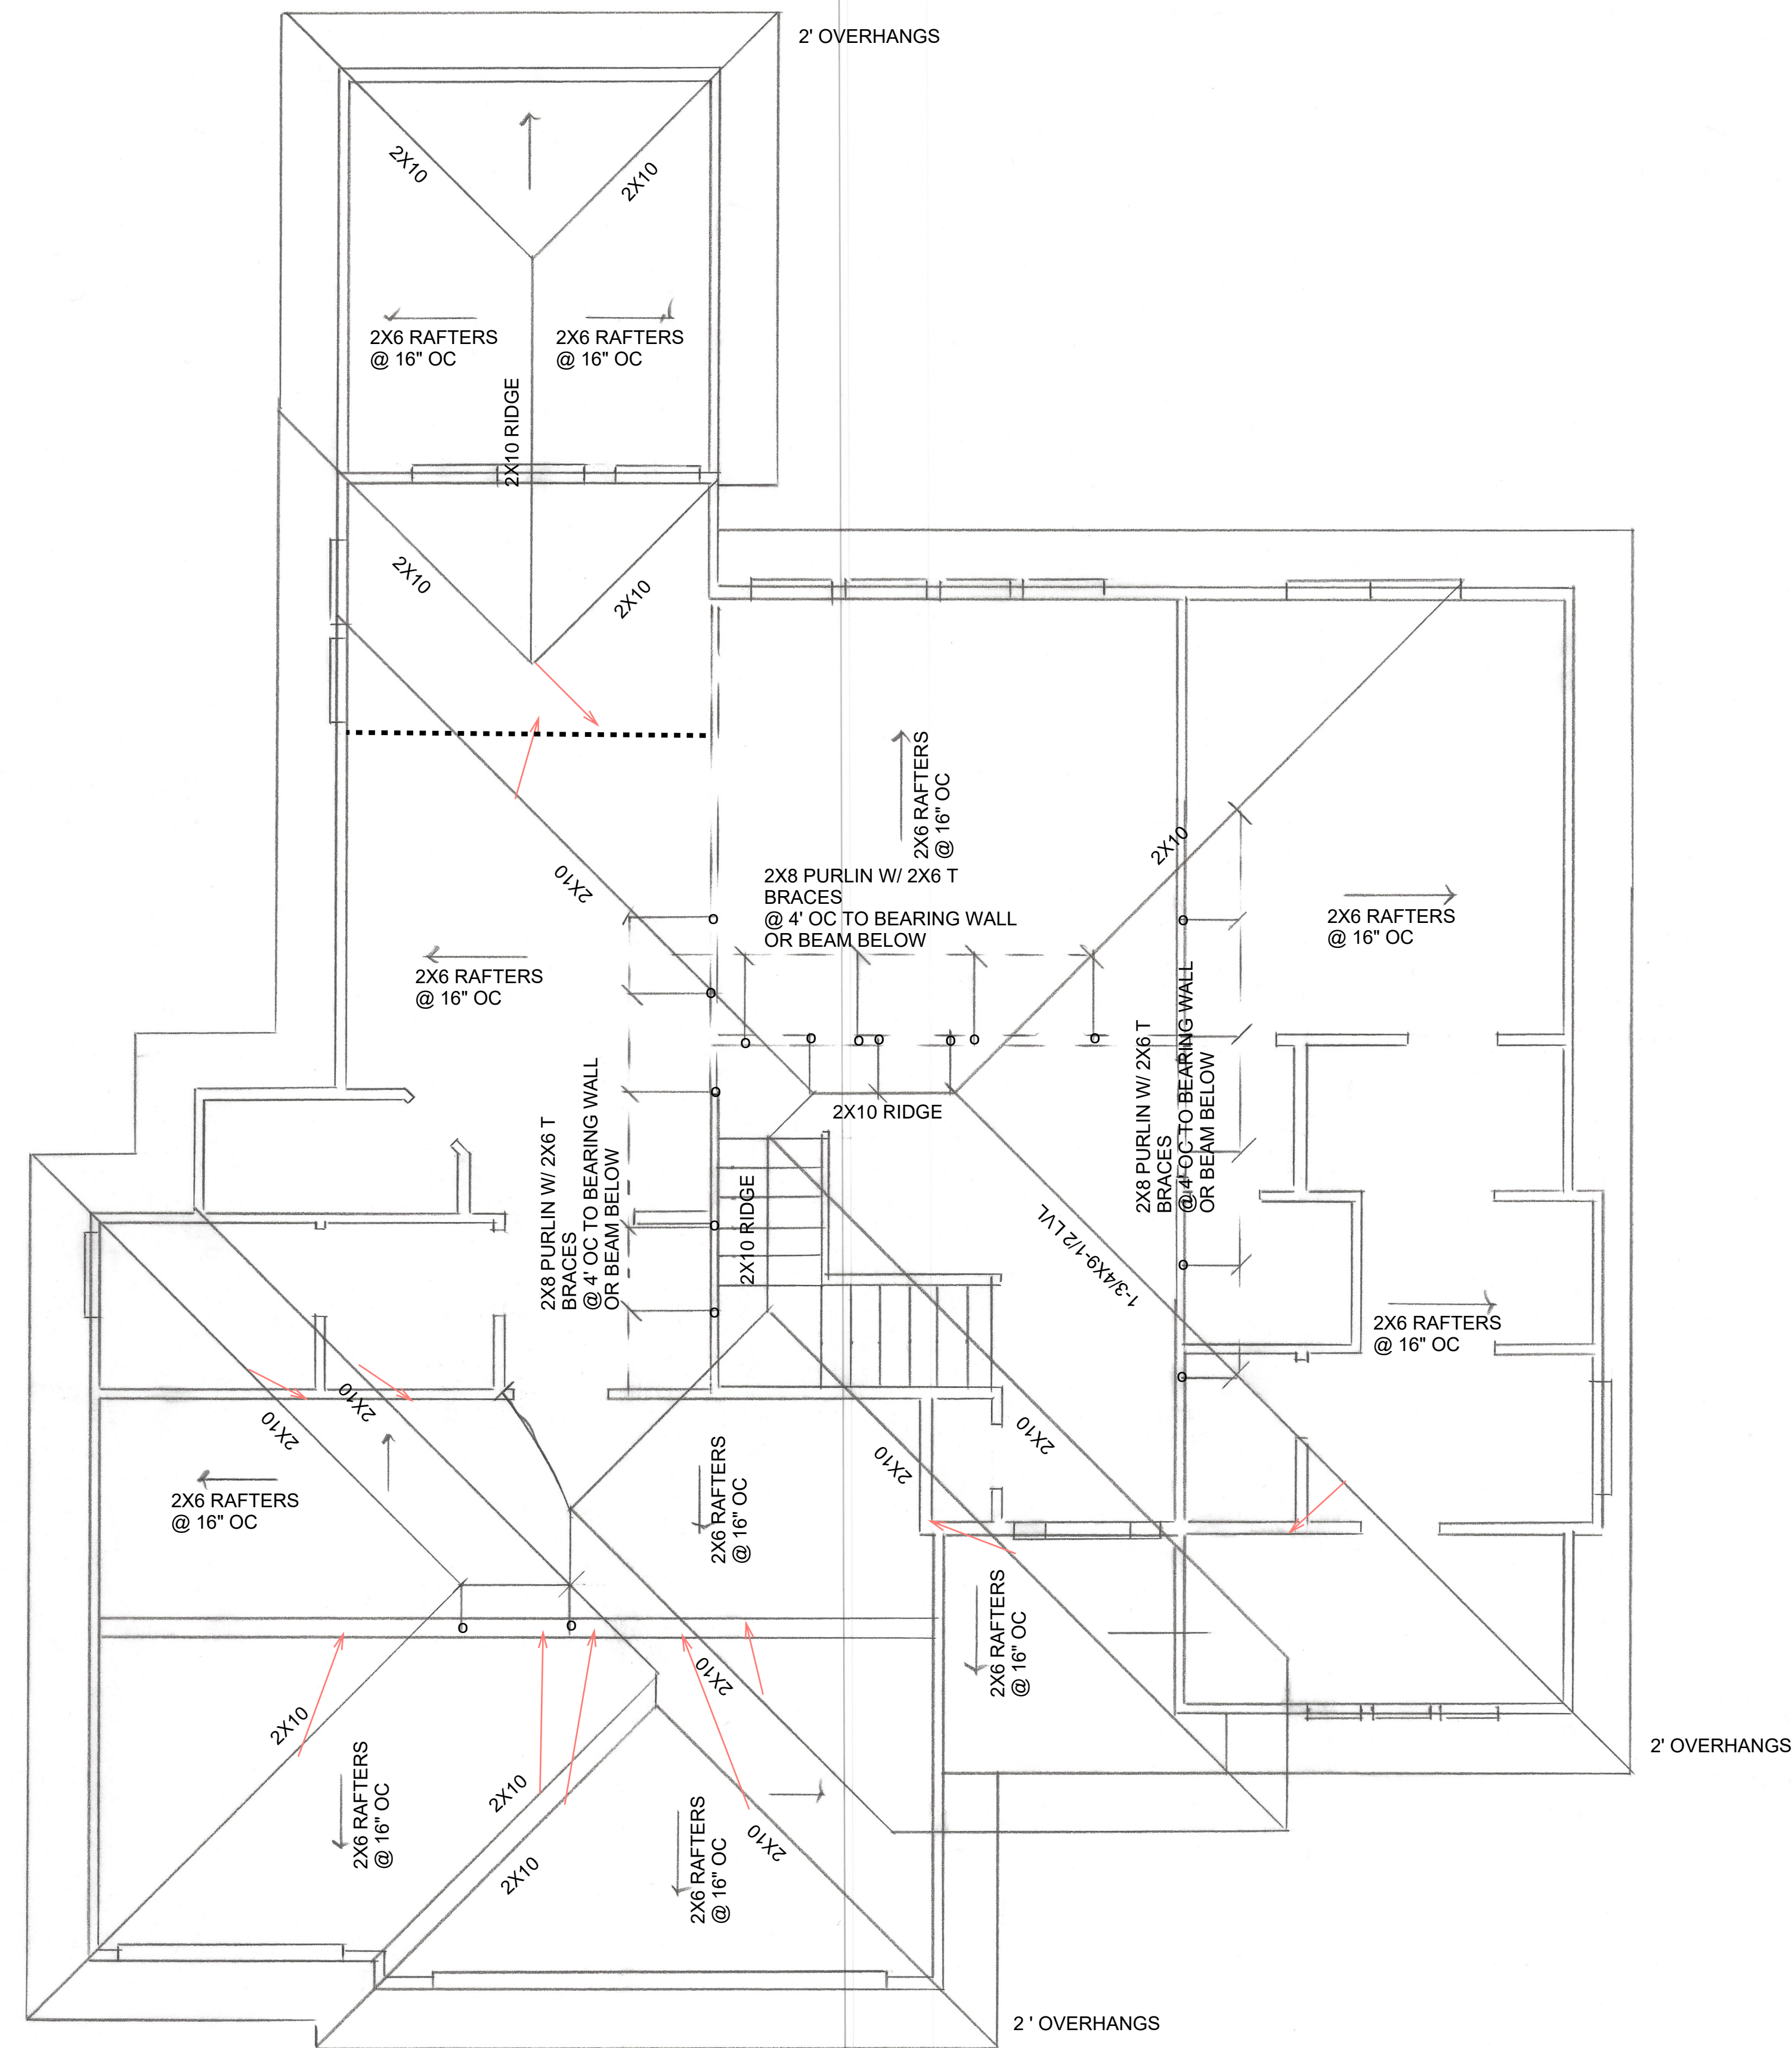 2' OVERHANGS
2X10
2X10
2X6 RAFTERS
@ 16" OC
2X6 RAFTERS
@ 16" OC
2X10 RIDGE
2X10
2X10
2X6 RAFTERS
@ 16" OC
2X10
2X10
2X8 PURLIN W/ 2X6 T
BRACES
@ 4' OC TO BEARING WALL
OR BEAM BELOW
2X6 RAFTERS
@ 16" OC
2X6 RAFTERS
@ 16" OC
2X10 RIDGE
2X8 PURLIN W/ 2X6 T
BRACES
@ 4' OC TO BEARING WALL
OR BEAM BELOW
2X8 PURLIN W/ 2X6 T
BRACES
@ 4' OC TO BEARING WALL
OR BEAM BELOW
2X10 RIDGE
1-3/4X9-1/2 LVL
2X6 RAFTERS
@ 16" OC
2X10
2X10
2X10
2X10
2X6 RAFTERS
@ 16" OC
2X6 RAFTERS
@ 16" OC
2X6 RAFTERS
@ 16" OC
2X10
2X10
2' OVERHANGS
2X6 RAFTERS
@ 16" OC
2X10
2X10
2X6 RAFTERS
@ 16" OC
2X10
2 ' OVERHANGS